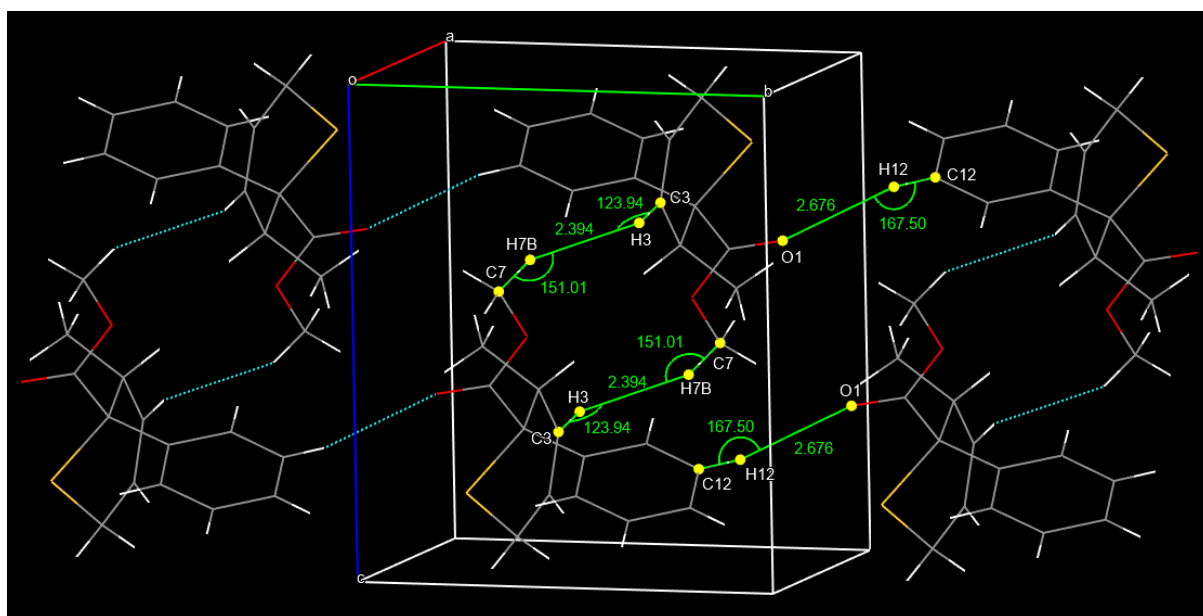 a
o
b
H12
C12
2.676
167.50
123.94
C3
2.394
H3
H7B
O1
C7
151.01
151.01
C7
2.394
H7B
H3
O1
123.94
C3
167.50
2.676
C12
H12
c